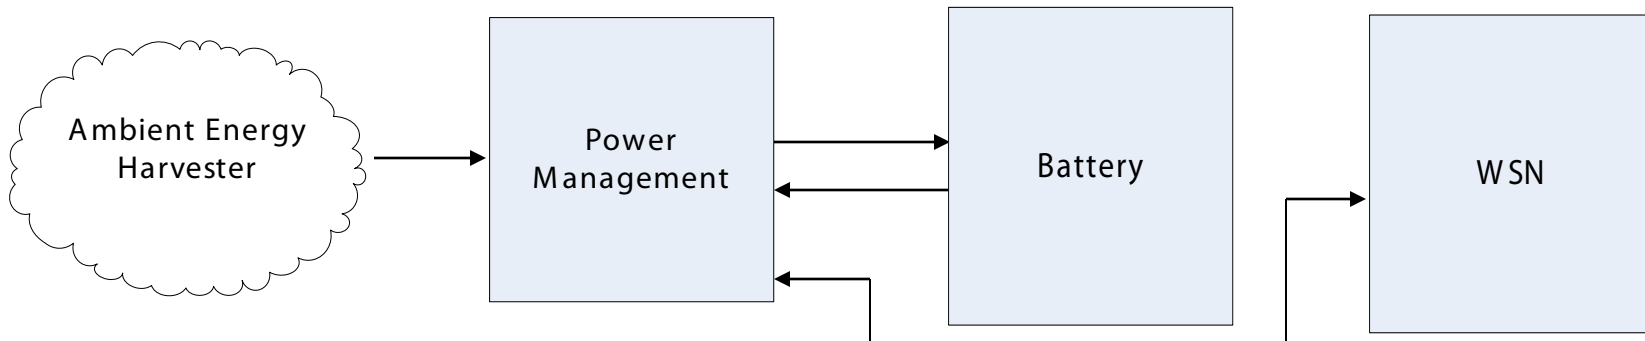 Ambient Energy
Harvester
Power
Management
Battery
WSN